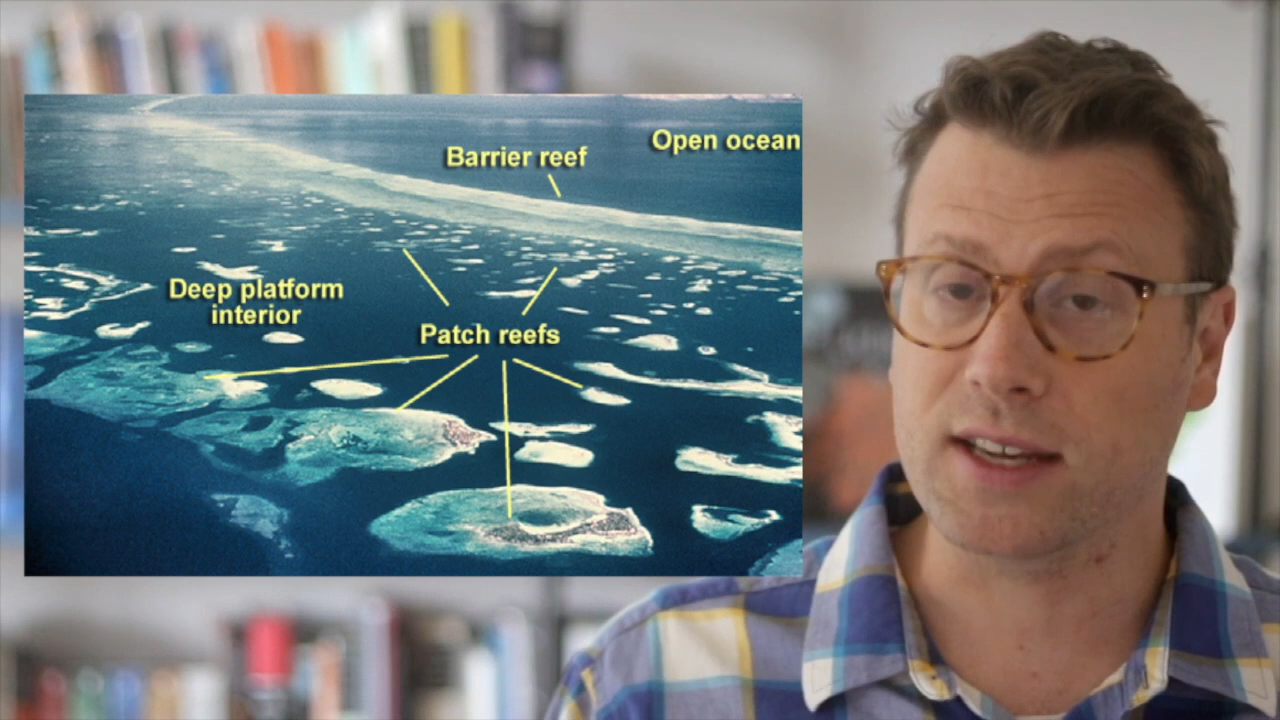 Open ocean
Barrier reef
Deep platform
interior
Patch reefs